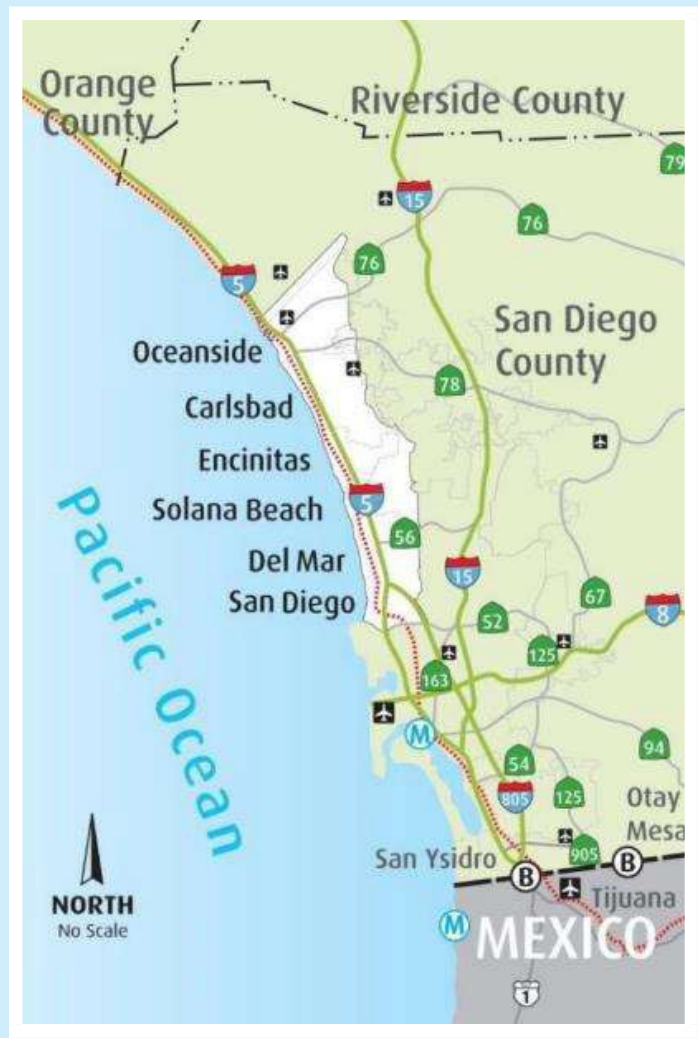 Orange
County
Riverside County
79
15
76
76
5
San Diego
County
Oceanside
78
Carlsbad
Encinitas
5
Solana Beach
56
Del Mar
15
San Diego
67
52
8
125
163
Pacific Ocean
M
94
54
805
125
Otay
Mesa
NORTH
No Scale
San Ysidro
905
B
B
Tijuana
M
MEXICO
1